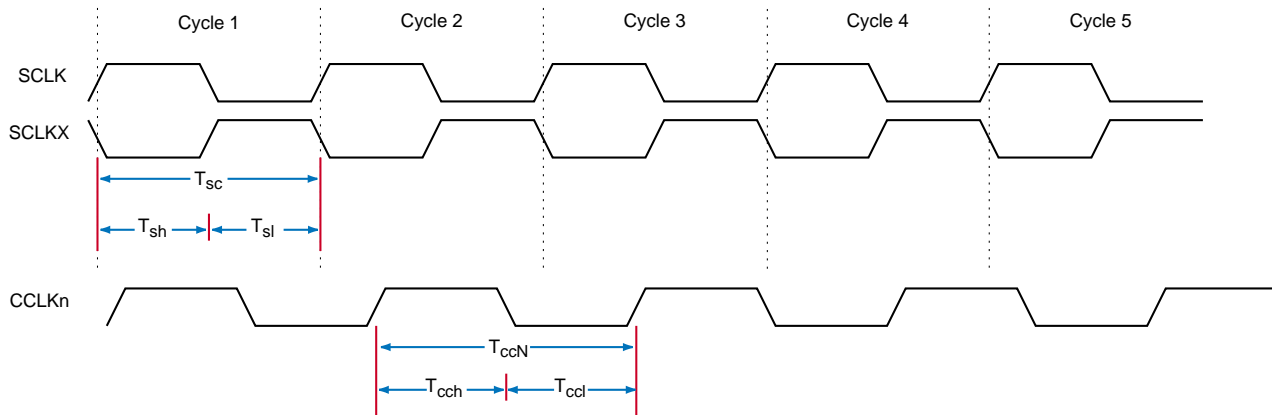 Cycle 1 Cycle 2 Cycle 3 Cycle 4 Cycle 5
SCLK
SCLKX
Tsc
Tsh Tsl
CCLKn
TccN
Tcch Tccl